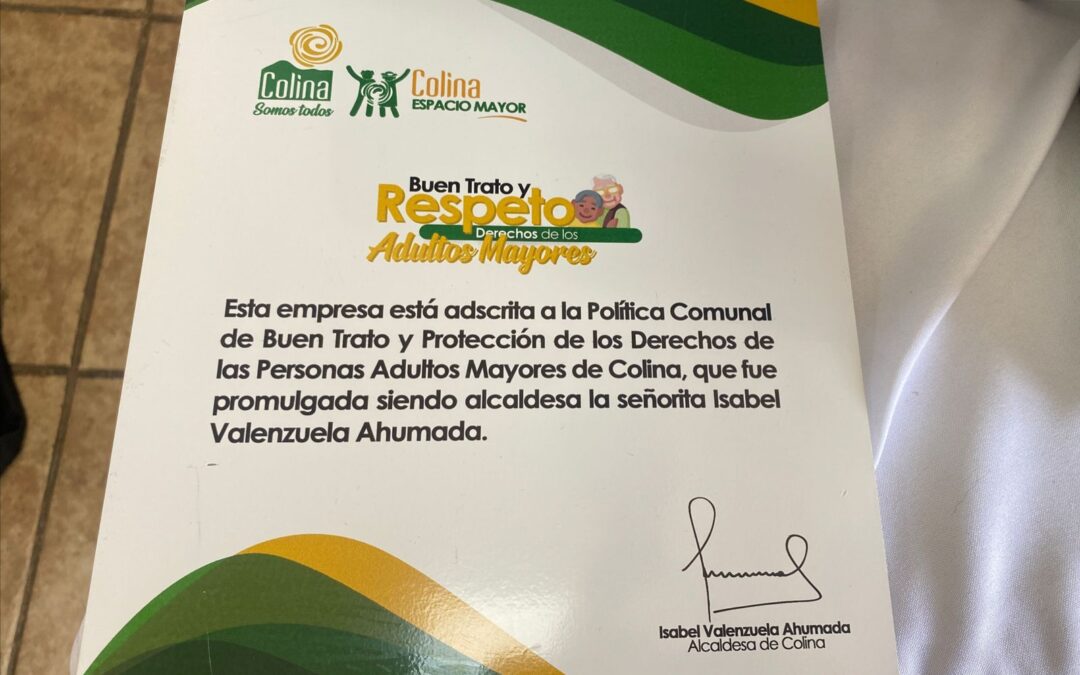 Colina
Somos todos
Colina
ESPACIO MAYOR
Buen Trato y
Respeto
Derechos de los
Adultos Mayores
Esta empresa está adscrita a la Política Comunal
de Buen Trato y Protección de los Derechos de
las Personas Adultos Mayores de Colina, que fue
promulgada siendo alcaldesa la señorita Isabel
Valenzuela Ahumada.
Isabel Valenzuela Ahumada
Alcaldesa de Colina